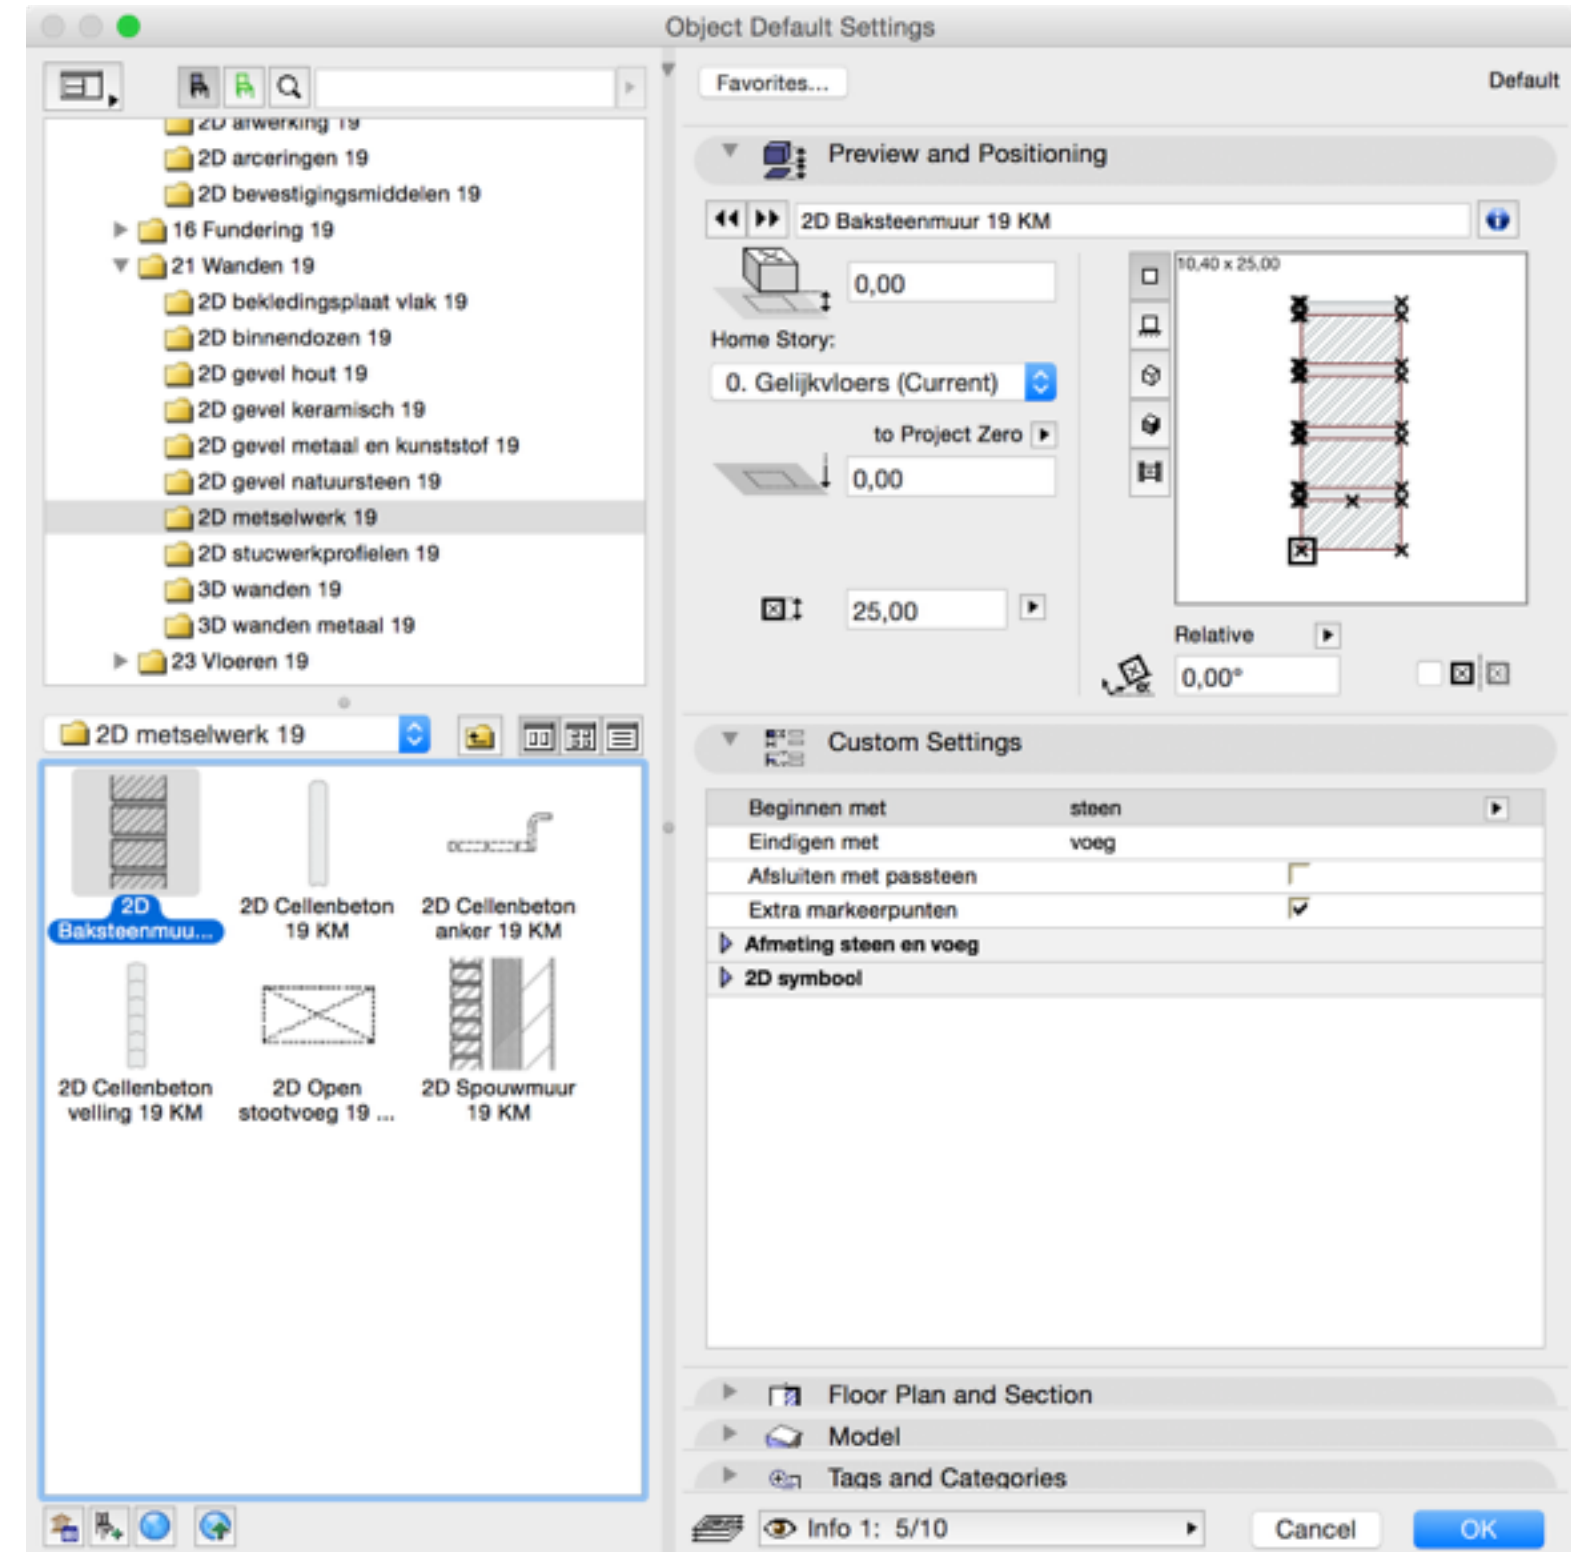 Object Default Settings
2D afwerking 19
2D arceringen 19
2D bevestigingsmiddelen 19
16 Fundering 19
21 Wanden 19
2D bekledingsplaat vlak 19
2D binnendozen 19
2D gevel hout 19
2D gevel keramisch 19
2D gevel metaal en kunststof 19
2D gevel natuursteen 19
2D metselwerk 19
2D stucwerkprofielen 19
3D wanden 19
3D wanden metaal 19
23 Vloeren 19
2D metselwerk 19
2D
Baksteenmuu...
2D Cellenbeton
19 KM
2D Cellenbeton
anker 19 KM
2D Cellenbeton
velling 19 KM
2D Open
stootvoeg 19 ...
2D Spouwmuur
19 KM
Favorites...
Default
Preview and Positioning
2D Baksteenmuur 19 KM
0,00
Home Story:
0. Gelijkvloers (Current)
to Project Zero
0,00
25,00
10,40 x 25,00
Relative
0,00°
Custom Settings
Beginnen met steen
Eindigen met voeg
Afsluiten met passteen
Extra markeerpunten
Afmeting steen en voeg
2D symbool
Floor Plan and Section
Model
Tags and Categories
Info 1: 5/10
Cancel
OK